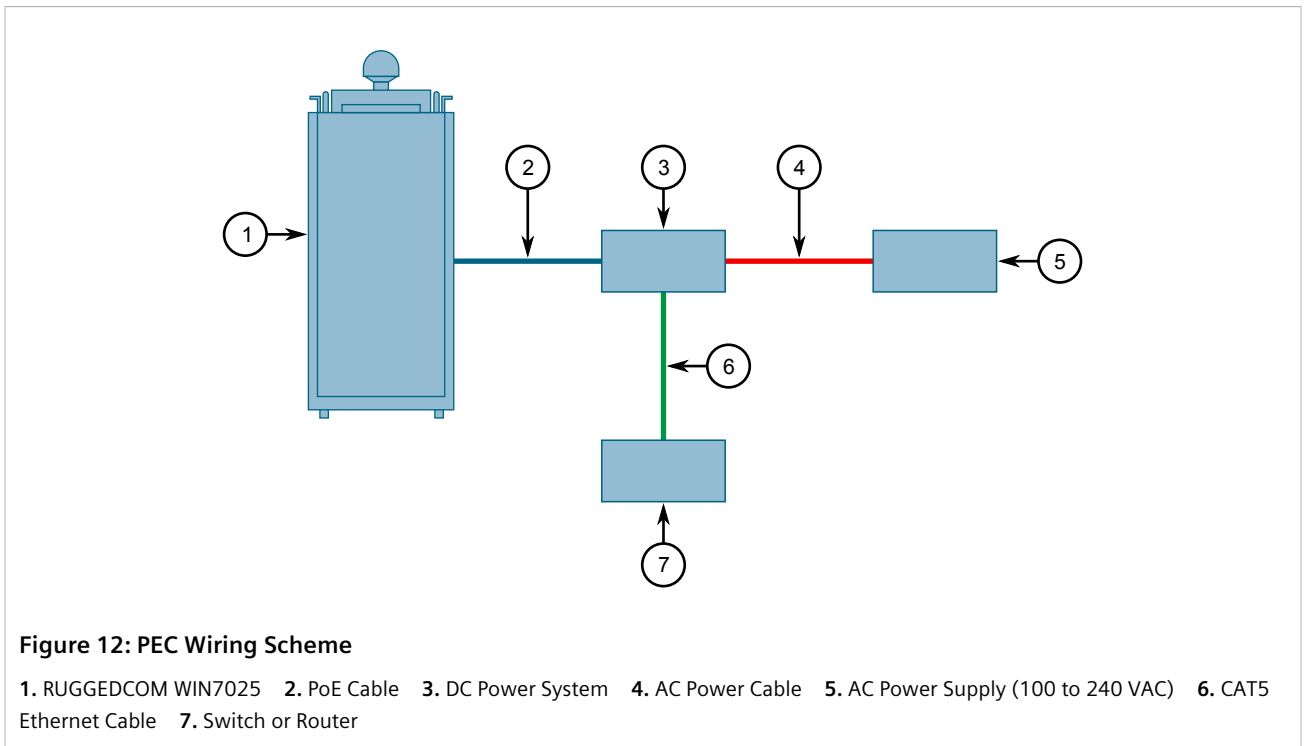 2
3
4
1
5
6
7
Figure 12: PEC Wiring Scheme
1. RUGGEDCOM WIN7025 2. PoE Cable 3. DC Power System 4. AC Power Cable 5. AC Power Supply (100 to 240 VAC) 6. CAT5
Ethernet Cable 7. Switch or Router